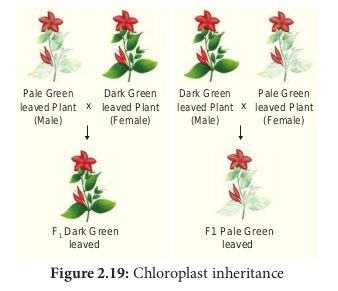 Pale Green
leaved Plant
(Male)
x
Dark Green
leaved Plant
(Female)
F1 Dark Green
leaved
Dark Green
leaved Plant
(Male)
x
Pale Green
leaved Plant
(Female)
F1 Pale Green
leaved
Figure 2.19: Chloroplast inheritance